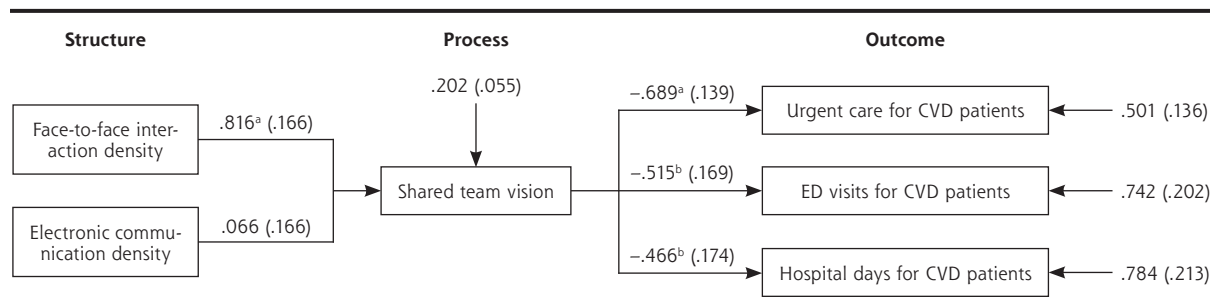 Structure
Process
Outcome
.202 (.055)
−.689ᵃ (.139)
Urgent care for CVD patients
.501 (.136)
Face-to-face inter-
action density
.816ᵃ (.166)
Shared team vision
−.515ᵇ (.169)
ED visits for CVD patients
.742 (.202)
Electronic commu-
nication density
.066 (.166)
−.466ᵇ (.174)
Hospital days for CVD patients
.784 (.213)